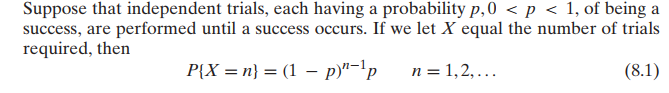 Suppose that independent trials, each having a probability p, 0 < p < 1, of being a
success, are performed until a success occurs. If we let X equal the number of trials
required, then
P{X = n} = (1 − p)ⁿ⁻¹p n = 1, 2, ... (8.1)